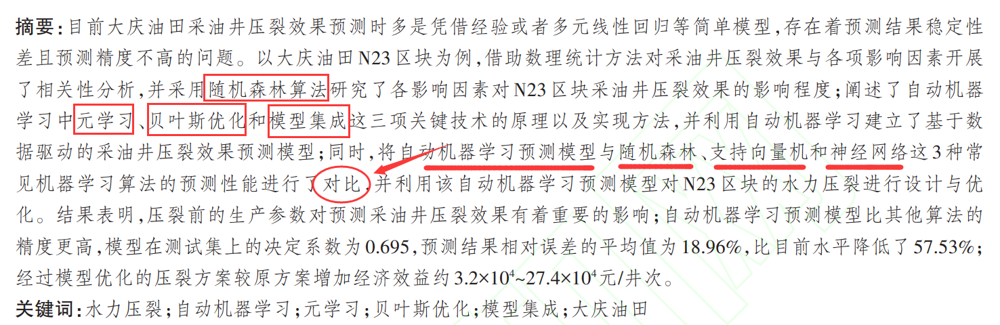 摘要:目前大庆油田采油井压裂效果预测时多是凭借经验或者多元线性回归等简单模型,存在着预测结果稳定性
差且预测精度不高的问题。以大庆油田N23区块为例,借助数理统计方法对采油井压裂效果与各项影响因素开展
了相关性分析,并采用随机森林算法研究了各影响因素对N23区块采油井压裂效果的影响程度;阐述了自动机器
学习中元学习、贝叶斯优化和模型集成这三项关键技术的原理以及实现方法,并利用自动机器学习建立了基于数
据驱动的采油井压裂效果预测模型;同时,将自动机器学习预测模型与随机森林、支持向量机和神经网络这3种常
见机器学习算法的预测性能进行了对比,并利用该自动机器学习预测模型对N23区块的水力压裂进行设计与优
化。结果表明,压裂前的生产参数对预测采油井压裂效果有着重要的影响;自动机器学习预测模型比其他算法的
精度更高,模型在测试集上的决定系数为0.695,预测结果相对误差的平均值为18.96%,比目前水平降低了57.53%;
经过模型优化的压裂方案较原方案增加经济效益约3.2×10⁴~27.4×10⁴元/井次。
关键词:水力压裂;自动机器学习;元学习;贝叶斯优化;模型集成;大庆油田